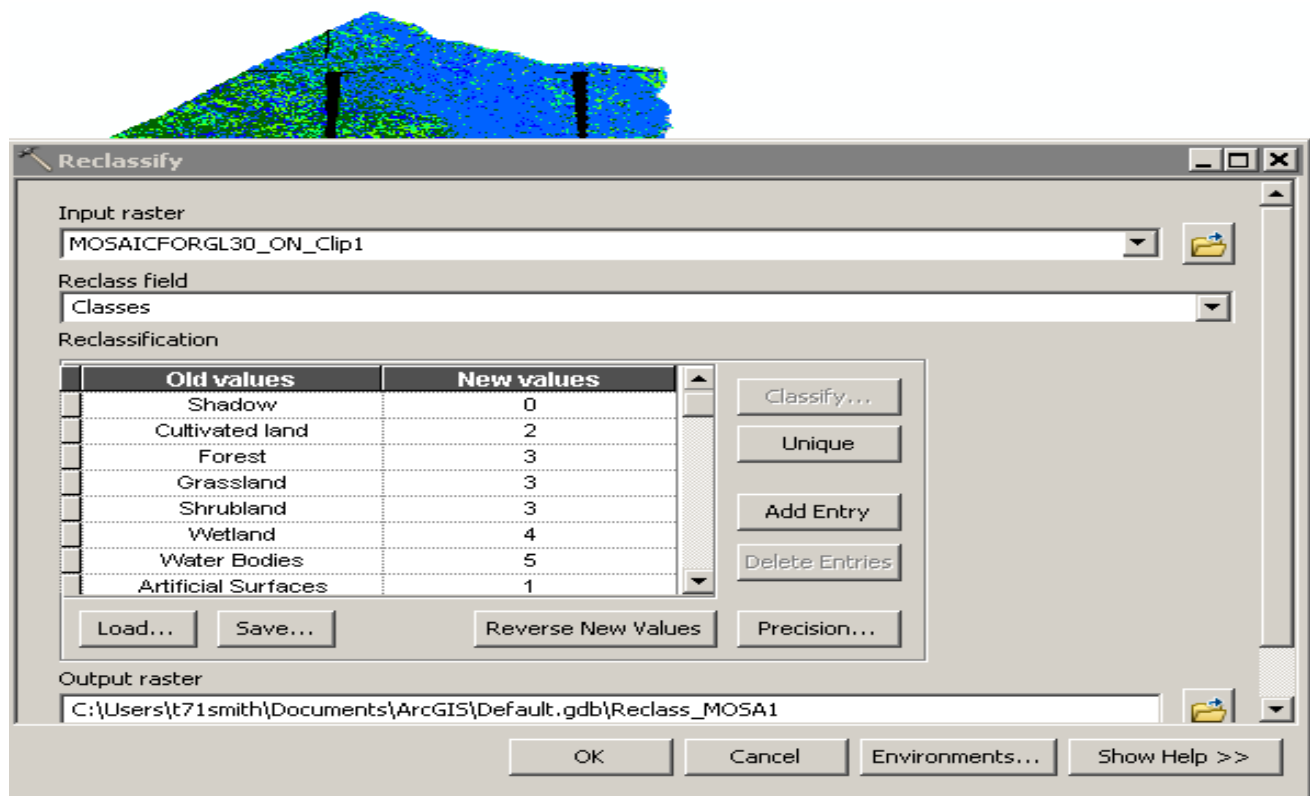 Reclassify
Input raster
MOSAICFORGL30_ON_Clip1
Reclass field
Classes
Reclassification
Old values New values
Shadow 0
Cultivated land 2
Forest 3
Grassland 3
Shrubland 3
Wetland 4
Water Bodies 5
Artificial Surfaces 1
Classify...
Unique
Add Entry
Delete Entries
Load... Save... Reverse New Values Precision...
Output raster
C:\Users\t71smith\Documents\ArcGIS\Default.gdb\Reclass_MOSA1
OK Cancel Environments... Show Help >>